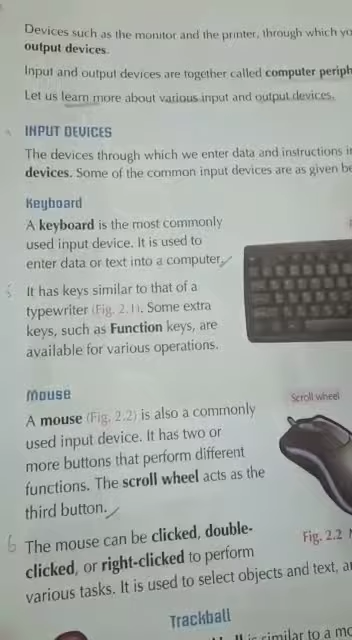 Devices such as the monitor and the printer, through which
output devices.
Input and output devices are together called computer
Let us learn more about various input and output devices.
INPUT DEVICES
The devices through which we enter data and instructions
devices. Some of the common input devices are as given
Keyboard
A keyboard is the most commonly
used input device. It is used to
enter data or text into a computer.
5 It has keys similar to that of a
typewriter (Fig. 2.1). Some extra
keys, such as Function keys, are
available for various operations.
Mouse
Scroll wheel
A mouse (Fig. 2.2) is also a commonly
used input device. It has two or
more buttons that perform different
functions. The scroll wheel acts as the
third button.
6 The mouse can be clicked, double-
Fig. 2.2
clicked, or right-clicked to perform
various tasks. It is used to select objects and text,
Trackball
is similar to a